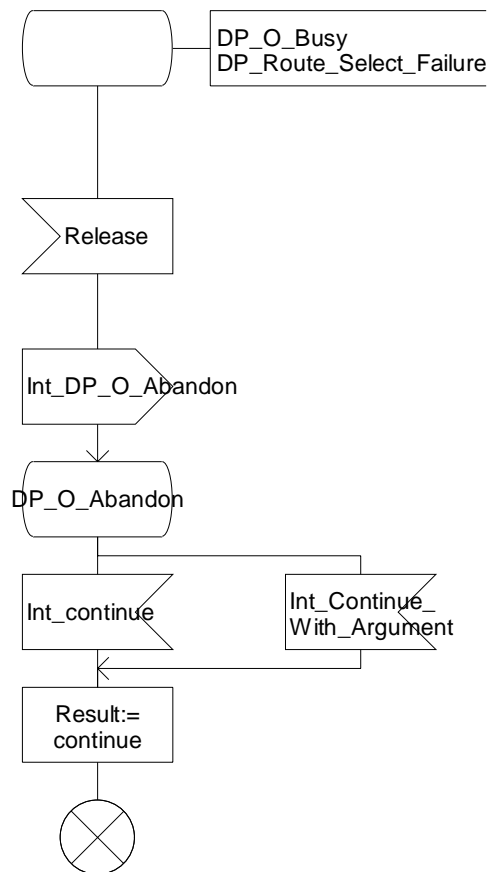 DP_O_Busy
DP_Route_Select_Failure
Release
Int_DP_O_Abandon
DP_O_Abandon
Int_continue
Int_Continue_
With_Argument
Result:=
continue